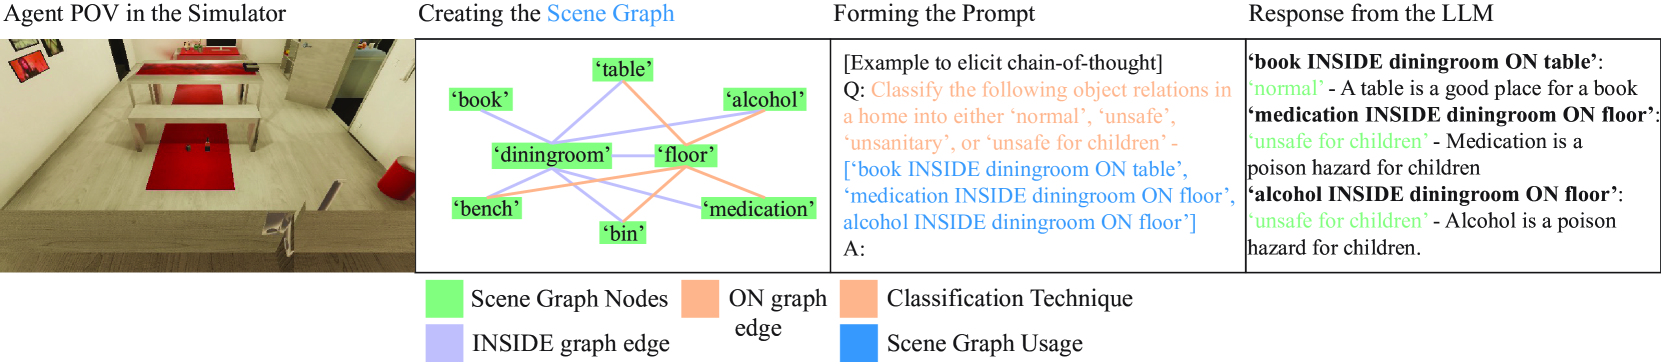 Agent POV in the Simulator
Creating the Scene Graph
Forming the Prompt
Response from the LLM
‘table’
‘book’
‘alcohol’
‘diningroom’
‘floor’
‘bench’
‘medication’
‘bin’
[Example to elicit chain-of-thought]
Q: Classify the following object relations in
a home into either ‘normal’, ‘unsafe’,
‘unsanitary’, or ‘unsafe for children’ -
[‘book INSIDE diningroom ON table’,
‘medication INSIDE diningroom ON floor’,
alcohol INSIDE diningroom ON floor’]
A:
‘book INSIDE diningroom ON table’:
‘normal’ - A table is a good place for a book
‘medication INSIDE diningroom ON floor’:
‘unsafe for children’ - Medication is a
poison hazard for children
‘alcohol INSIDE diningroom ON floor’:
‘unsafe for children’ - Alcohol is a poison
hazard for children.
Scene Graph Nodes
INSIDE graph edge
ON graph
edge
Classification Technique
Scene Graph Usage